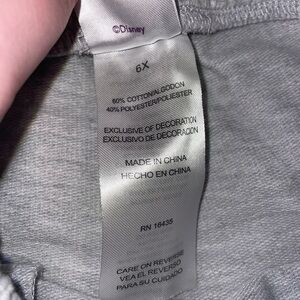 ©Disney
6X
60% COTTON/ALGODON
40% POLYESTER/POLIESTER
EXCLUSIVE OF DECORATION
EXCLUSIVO DE DECORACION
MADE IN CHINA
HECHO EN CHINA
RN 16435
CARE ON REVERSE
VEA EL REVERSO
PARA SU CUIDADO